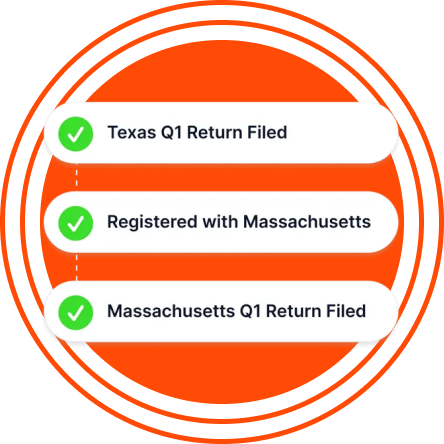 Texas Q1 Return Filed
Registered with Massachusetts
Massachusetts Q1 Return Filed